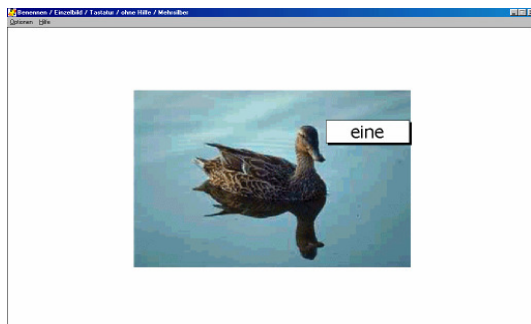 Benennen / Einzelbild / Tastatur / ohne Hilfe / Mehrsilber
Optionen Hilfe
eine